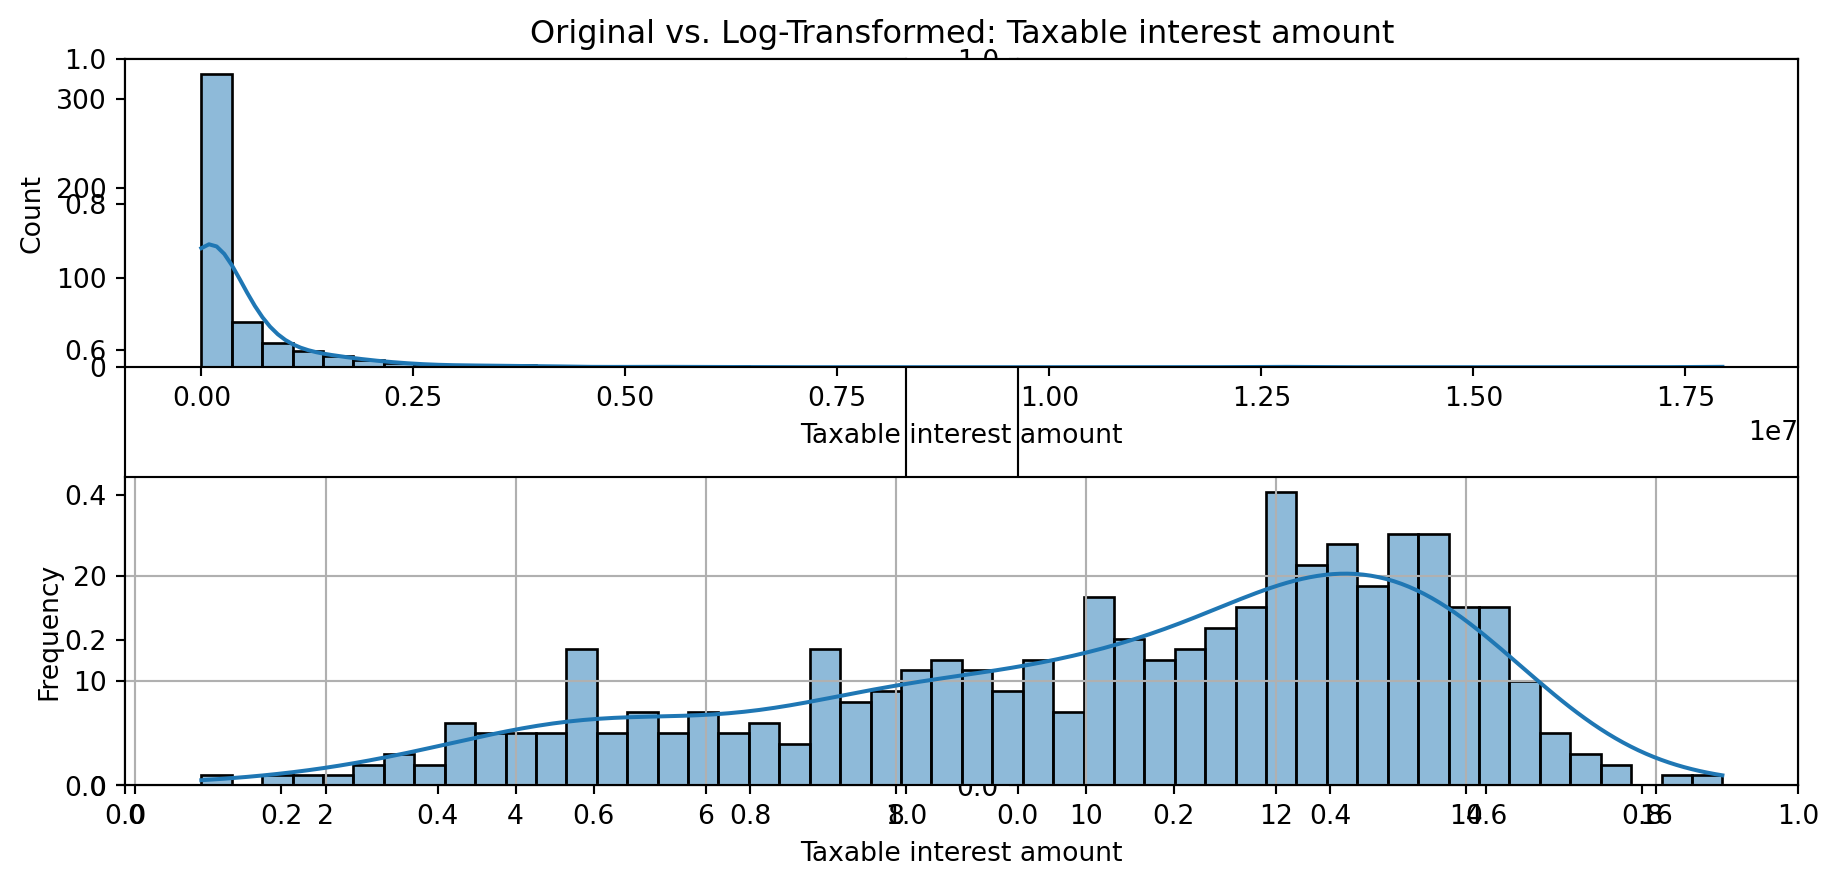 Original vs. Log-Transformed: Taxable interest amount
1.0
1.0
300
200
0.8
Count
100
0.6
0
0.00 0.25 0.50 0.75 1.00 1.25 1.50 1.75
1e7
Taxable interest amount
0.4
20
Frequency
0.2
10
0.0
0
0.0
0.0 0 0.2 2 0.4 4 0.6 6 0.8 8 1.0 0.0 10 0.2 12 0.4 14 0.6 0.8 16 1.0
Taxable interest amount